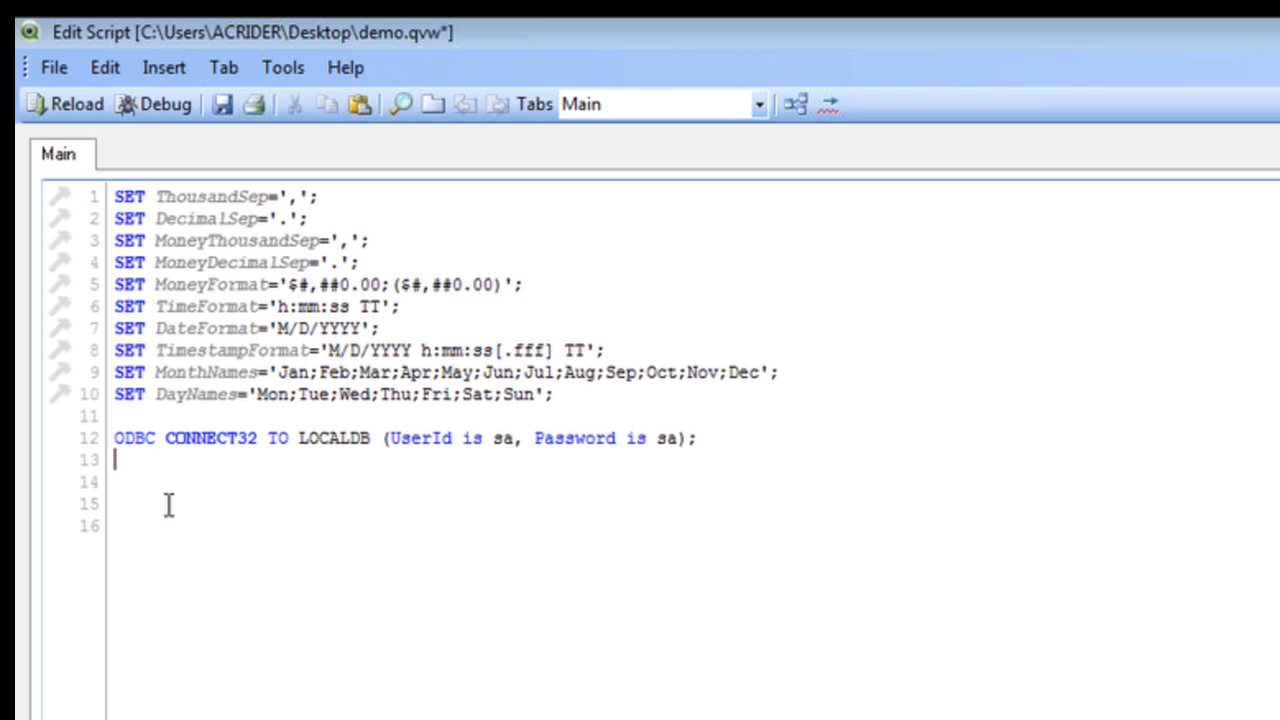 Edit Script [C:\Users\ACRIDER\Desktop\demo.qvw*]
File Edit Insert Tab Tools Help
Reload Debug Tabs Main
Main
1 SET ThousandSep=',';
2 SET DecimalSep='.';
3 SET MoneyThousandSep=',';
4 SET MoneyDecimalSep='.';
5 SET MoneyFormat='$#,##0.00;($#,##0.00)';
6 SET TimeFormat='h:mm:ss TT';
7 SET DateFormat='M/D/YYYY';
8 SET TimestampFormat='M/D/YYYY h:mm:ss[.fff] TT';
9 SET MonthNames='Jan;Feb;Mar;Apr;May;Jun;Jul;Aug;Sep;Oct;Nov;Dec';
10 SET DayNames='Mon;Tue;Wed;Thu;Fri;Sat;Sun';
11
12 ODBC CONNECT32 TO LOCALDB (UserId is sa, Password is sa);
13
14
15
16